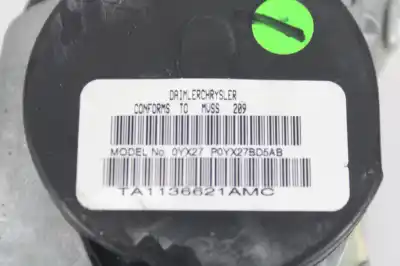 DAIMLERCHRYSLER
CONFORMS TO MVSS 209
MODEL No 0YX27 P0YX27BD5AB
TA1136621AMC